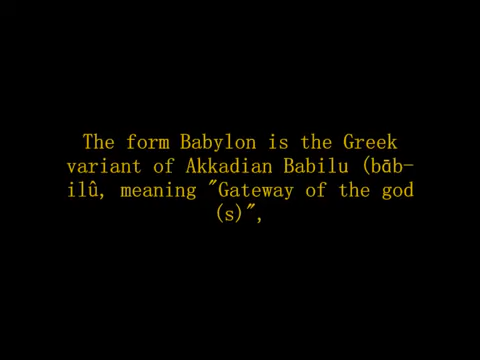 The form Babylon is the Greek
variant of Akkadian Babilu (bāb-
ilû, meaning "Gateway of the god
(s)",